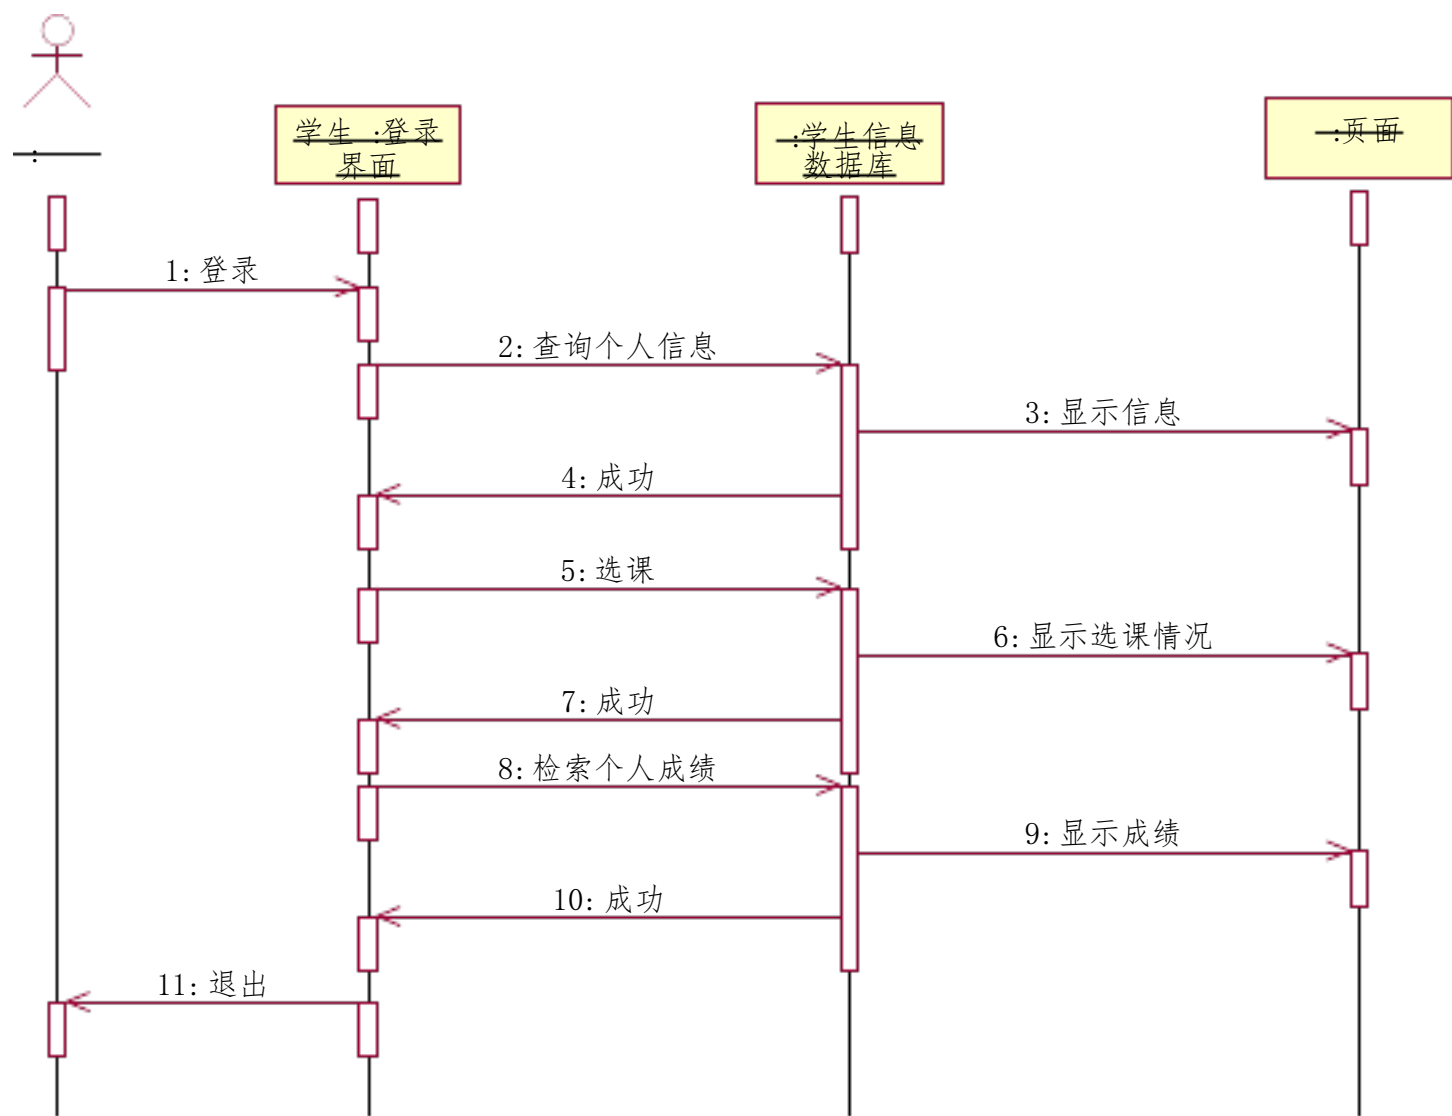 :
学生 :登录
界面
:学生信息
数据库
:页面
1: 登录
2: 查询个人信息
3: 显示信息
4: 成功
5: 选课
6: 显示选课情况
7: 成功
8: 检索个人成绩
9: 显示成绩
10: 成功
11: 退出